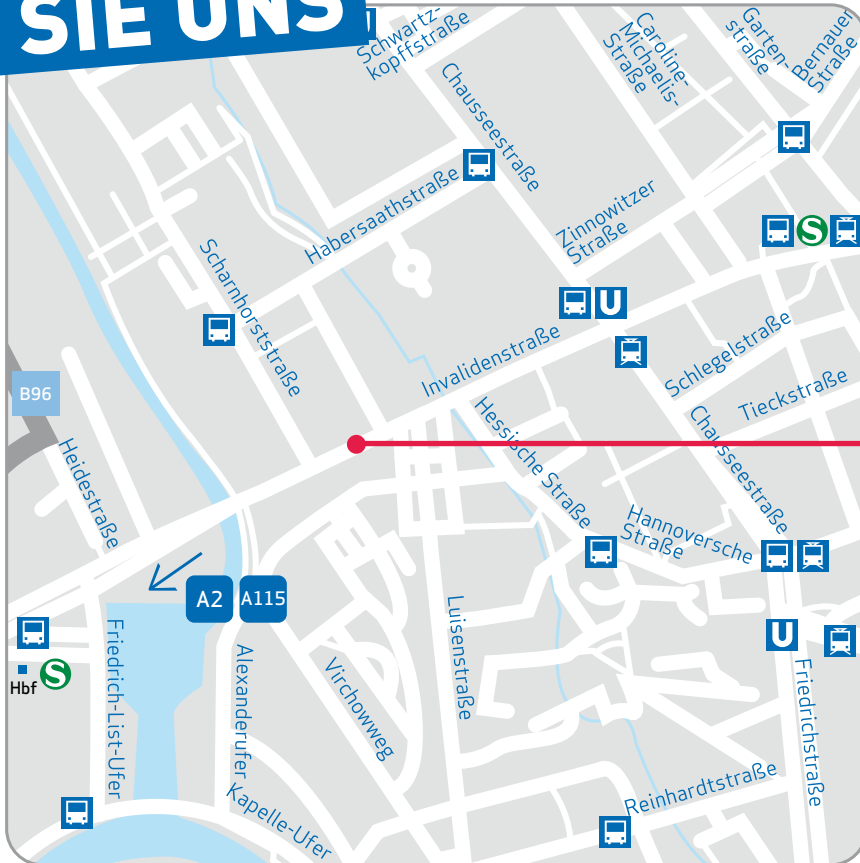 SIE UNS
Schwartz-
kopffstraße
Chausseestraße
Caroline-
Michaelis-
Straße
Garten-
straße
Bernauer
Straße
Habersaathstraße
Zinnowitzer
Straße
S
Scharnhorststraße
U
Invalidenstraße
Schlegelstraße
Tieckstraße
B96
Heidestraße
Hessische Straße
Chausseestraße
Hannoversche
Straße
A2
A115
Hbf
S
Friedrich-List-Ufer
Alexanderufer
Virchowweg
Luisenstraße
U
Friedrichstraße
Kapelle-Ufer
Reinhardtstraße